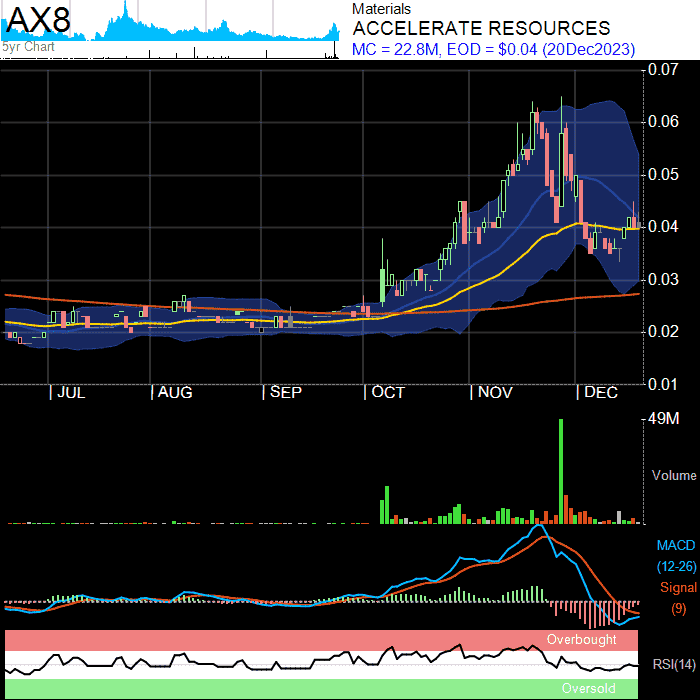 AX8
5yr Chart
Materials
ACCELERATE RESOURCES
MC = 22.8M, EOD = $0.04 (20Dec2023)
0.07
0.06
0.05
0.04
0.03
0.02
0.01
JUL AUG SEP OCT NOV DEC
49M
Volume
MACD
(12-26)
Signal
(9)
Overbought
RSI(14)
Oversold